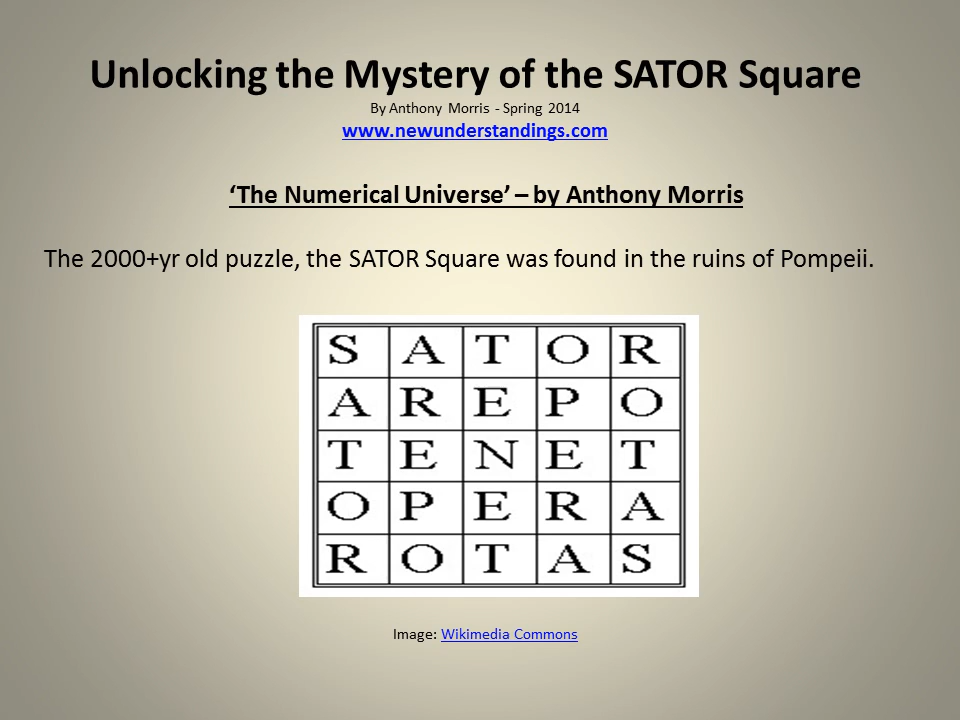 Unlocking the Mystery of the SATOR Square
By Anthony Morris - Spring 2014
www.newunderstandings.com
‘The Numerical Universe’ – by Anthony Morris
The 2000+yr old puzzle, the SATOR Square was found in the ruins of Pompeii.
S A T O R
A R E P O
T E N E T
O P E R A
R O T A S
Image: Wikimedia Commons